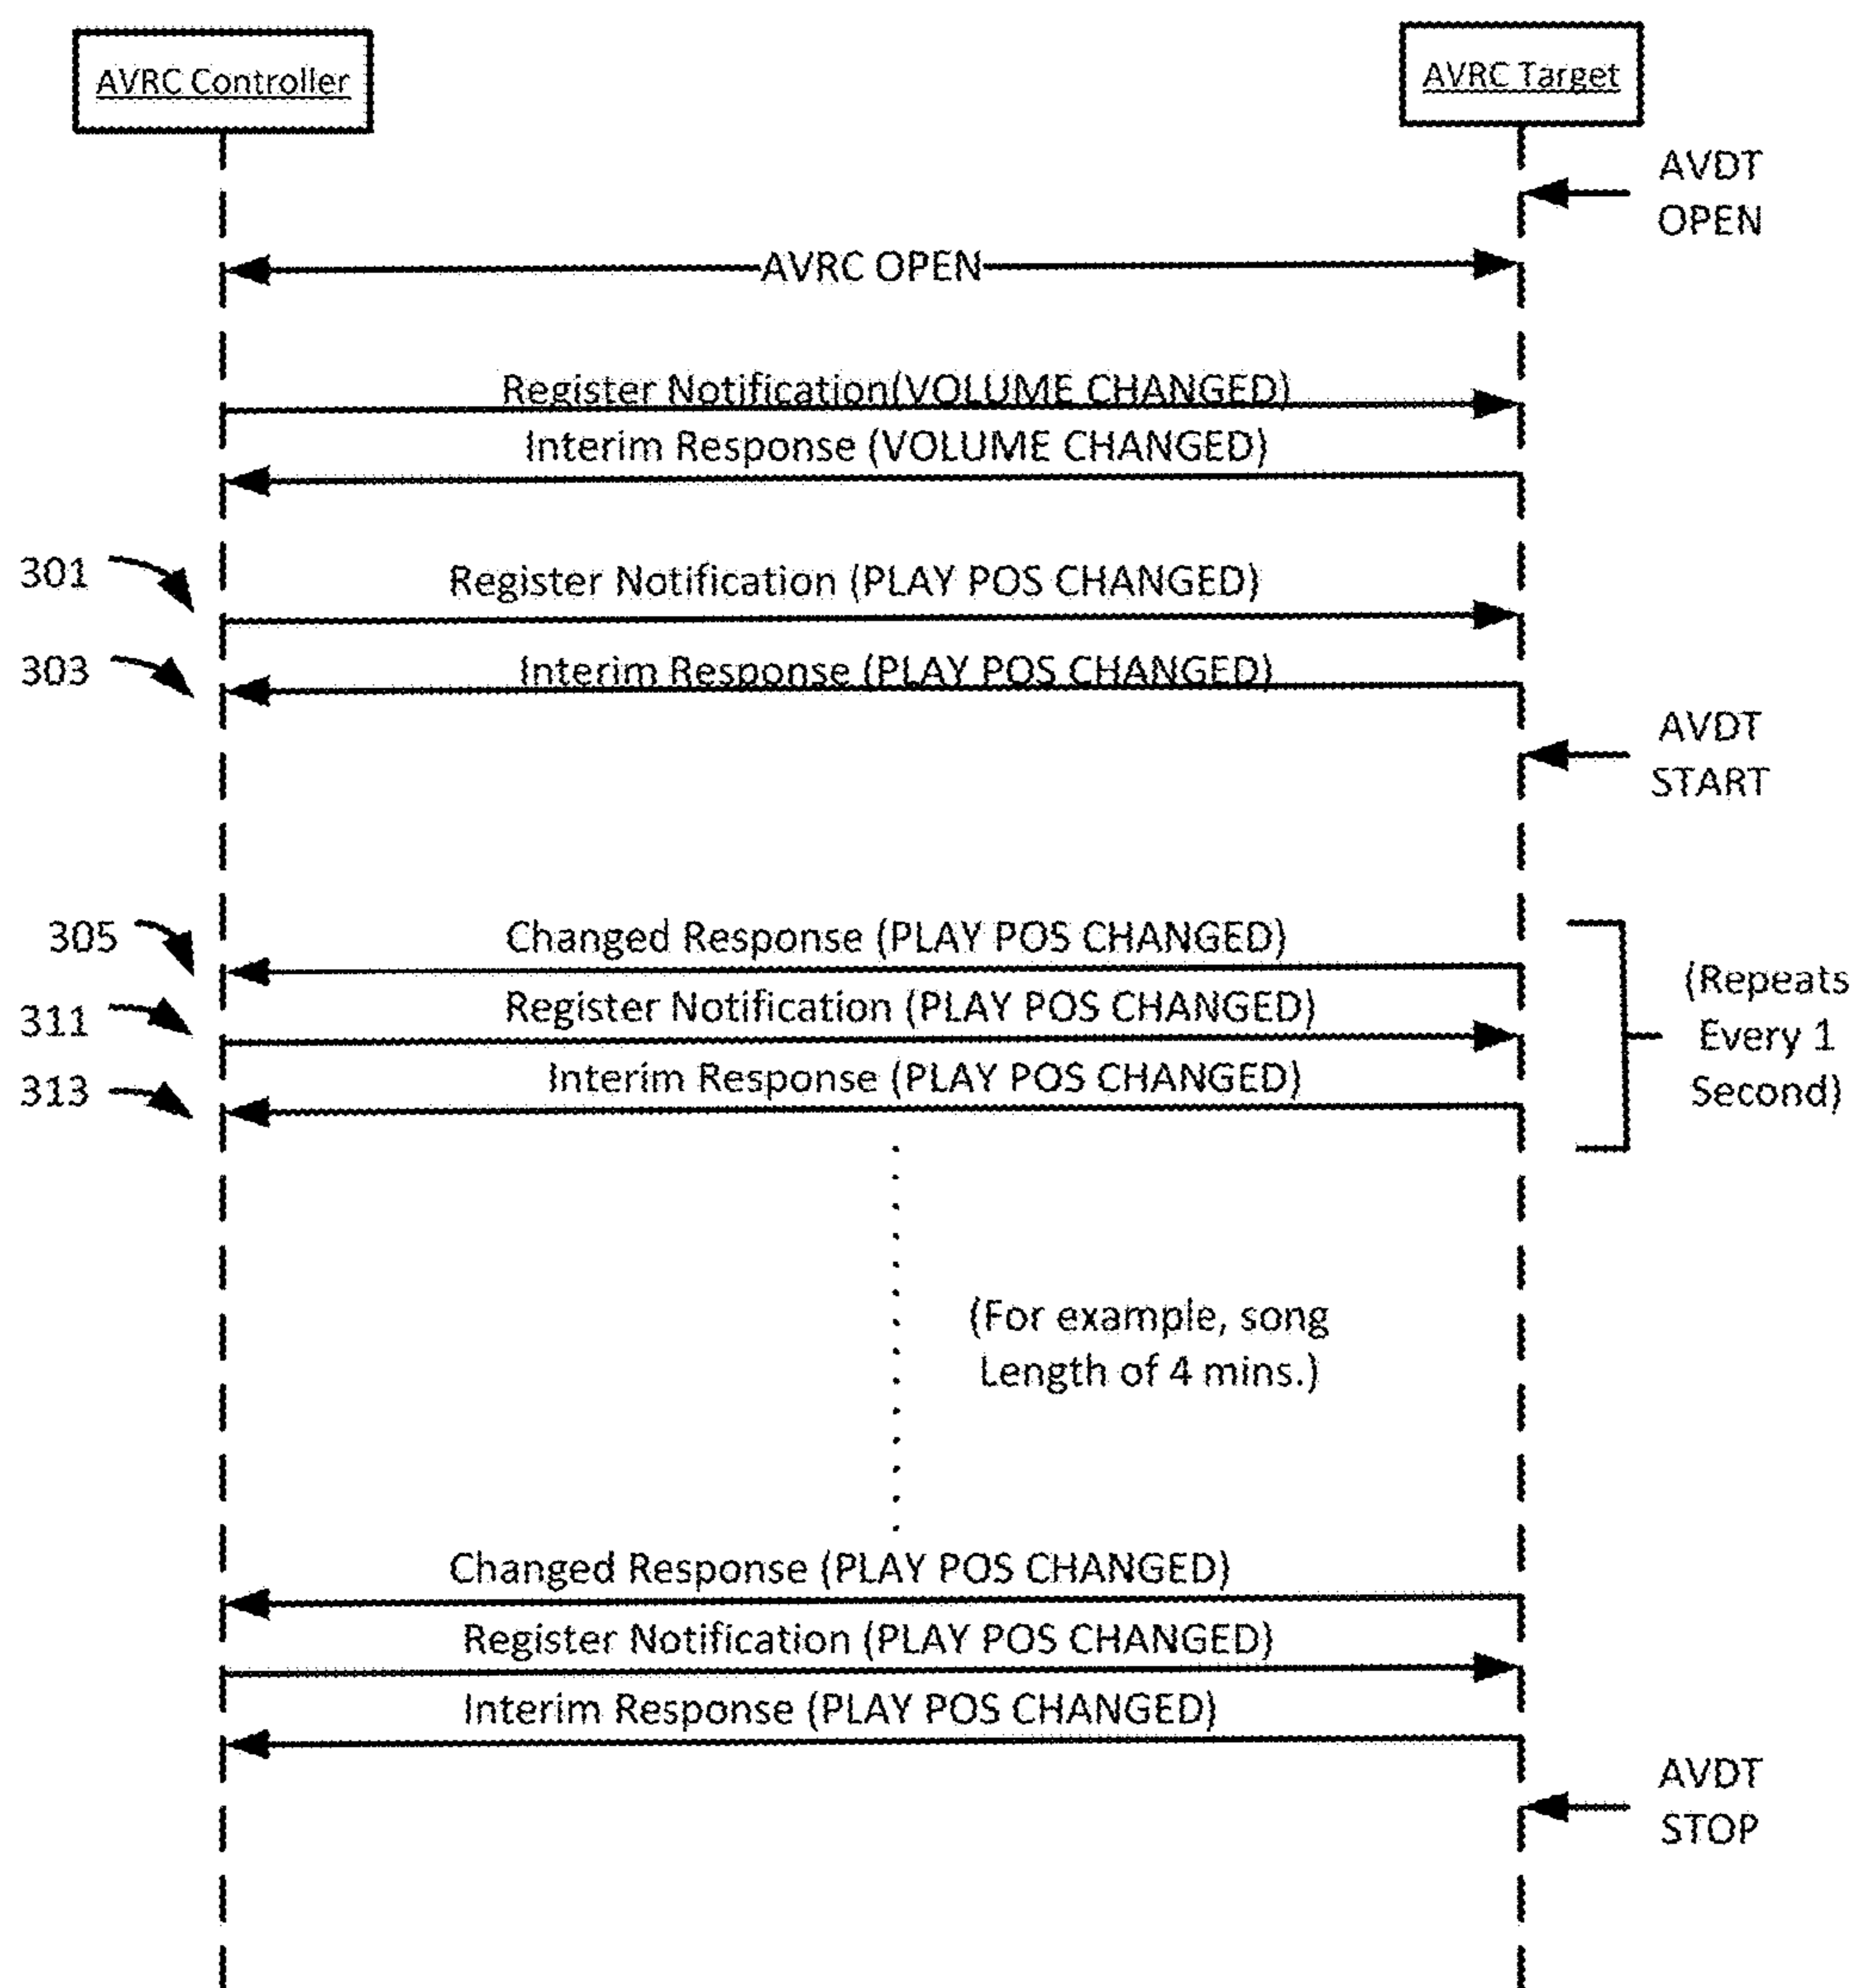 AVRC Controller
AVRC Target
AVDT
OPEN
AVRC OPEN
Register Notification(VOLUME CHANGED)
Interim Response (VOLUME CHANGED)
301
Register Notification (PLAY POS CHANGED)
303
Interim Response (PLAY POS CHANGED)
AVDT
START
305
Changed Response (PLAY POS CHANGED)
311
Register Notification (PLAY POS CHANGED)
313
Interim Response (PLAY POS CHANGED)
(Repeats
Every 1
Second)
(For example, song
Length of 4 mins.)
Changed Response (PLAY POS CHANGED)
Register Notification (PLAY POS CHANGED)
Interim Response (PLAY POS CHANGED)
AVDT
STOP